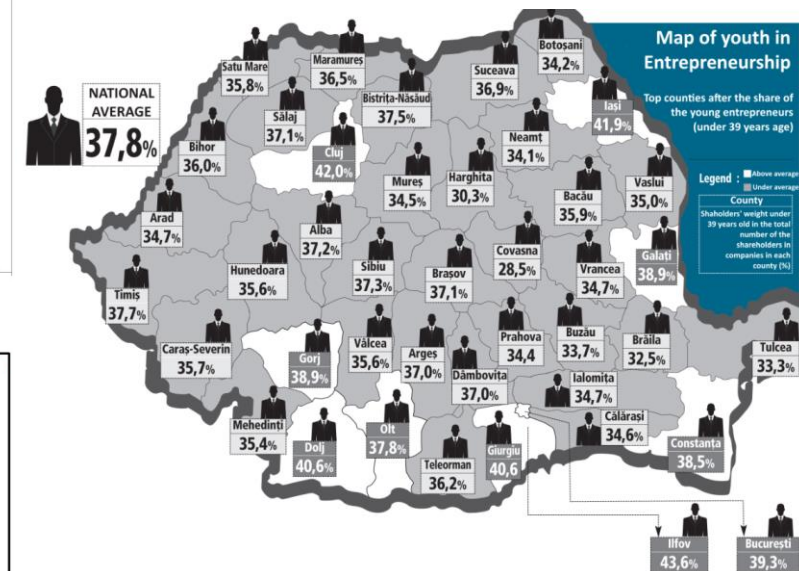 Map of youth in
Entrepreneurship
Top counties after the share of
the young entrepreneurs
(under 39 years age)
Legend :
Above average
Under average
County
Shaholders' weight under
39 years old in the total
number of the
shareholders in
companies in each
county (%)
NATIONAL
AVERAGE
37,8%
Satu Mare
35,8%
Maramureș
36,5%
Bistrița-Năsăud
37,5%
Suceava
36,9%
Botoșani
34,2%
Iași
41,9%
Sălaj
37,1%
Cluj
42,0%
Bihor
36,0%
Neamț
34,1%
Mureș
34,5%
Harghita
30,3%
Bacău
35,9%
Vaslui
35,0%
Arad
34,7%
Alba
37,2%
Hunedoara
35,6%
Sibiu
37,3%
Brașov
37,1%
Covasna
28,5%
Vrancea
34,7%
Galați
38,9%
Timiș
37,7%
Caraș-Severin
35,7%
Gorj
38,9%
Vâlcea
35,6%
Argeș
37,0%
Dâmbovița
37,0%
Prahova
34,4
Buzău
33,7%
Brăila
32,5%
Tulcea
33,3%
Ialomița
34,7%
Mehedinți
35,4%
Dolj
40,6%
Olt
37,8%
Teleorman
36,2%
Giurgiu
40,6
Călărași
34,6%
Constanța
38,5%
Ilfov
43,6%
București
39,3%